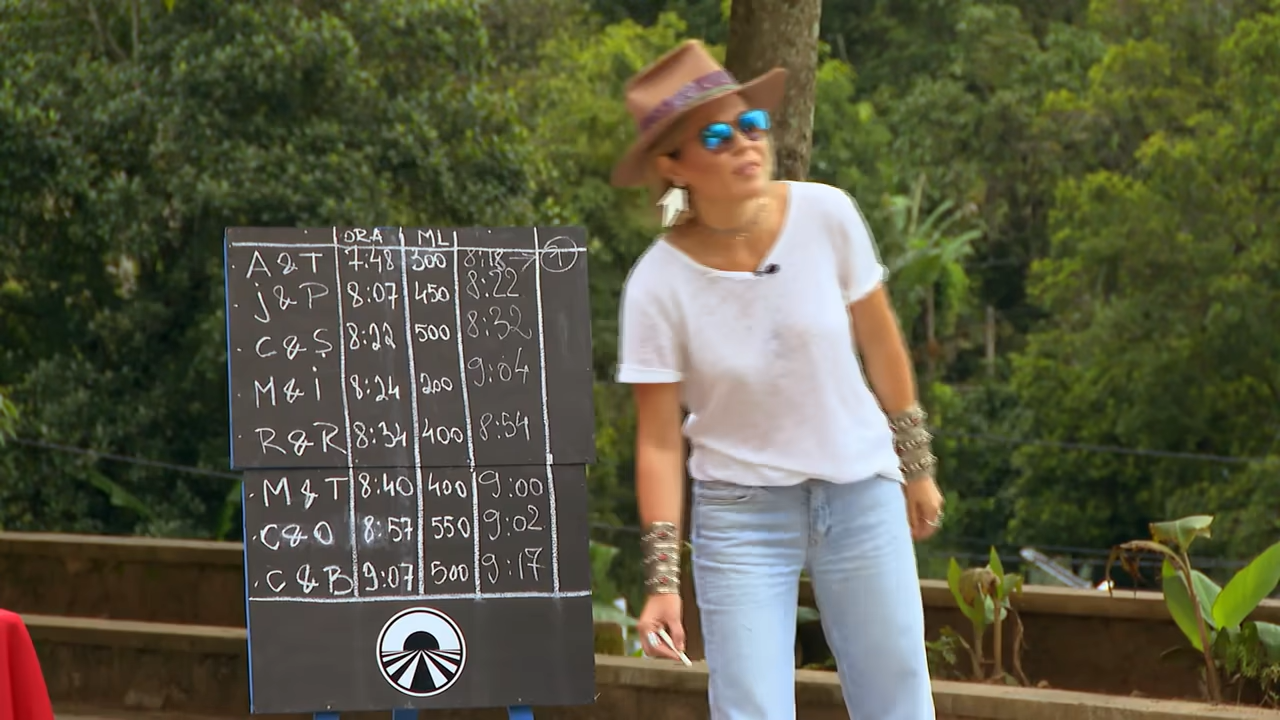 ORA ML
A & T 7:48 300 8:18 → 1
J & P 8:07 450 8:22
C & Ș 8:22 500 8:32
M & I 8:24 200 9:04
R & R 8:34 400 8:54
M & T 8:40 400 9:00
C & O 8:57 550 9:02
C & B 9:07 500 9:17